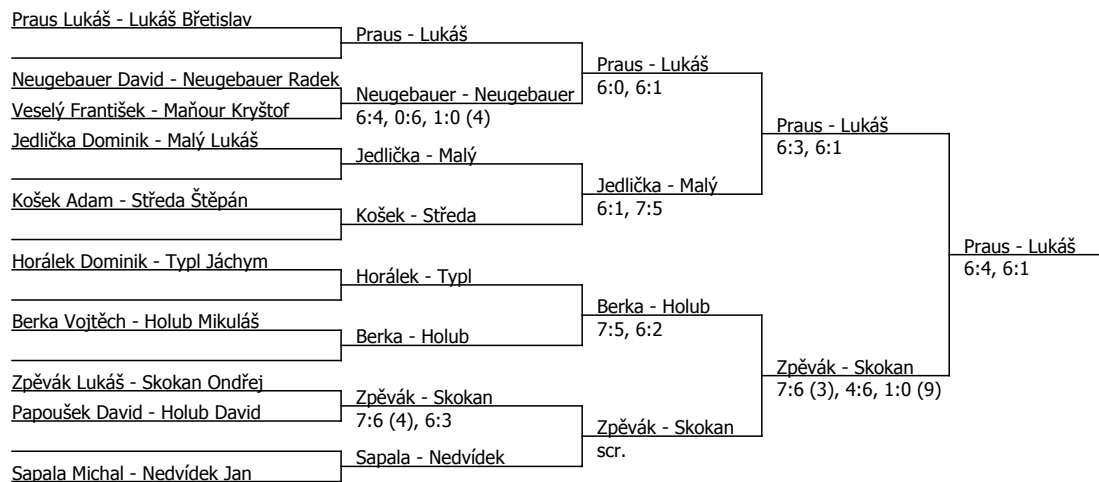 Praus Lukáš - Lukáš Břetislav
Neugebauer David - Neugebauer Radek
Veselý František - Maňour Kryštof
Jedlička Dominik - Malý Lukáš
Košek Adam - Středa Štěpán
Horálek Dominik - Typl Jáchym
Berka Vojtěch - Holub Mikuláš
Zpěvák Lukáš - Skokan Ondřej
Papoušek David - Holub David
Sapala Michal - Nedvídek Jan
Praus - Lukáš
Neugebauer - Neugebauer
6:4, 0:6, 1:0 (4)
Jedlička - Malý
Košek - Středa
Horálek - Typl
Berka - Holub
Zpěvák - Skokan
7:6 (4), 6:3
Sapala - Nedvídek
Praus - Lukáš
6:0, 6:1
Jedlička - Malý
6:1, 7:5
Berka - Holub
7:5, 6:2
Zpěvák - Skokan
scr.
Praus - Lukáš
6:3, 6:1
Zpěvák - Skokan
7:6 (3), 4:6, 1:0 (9)
Praus - Lukáš
6:4, 6:1